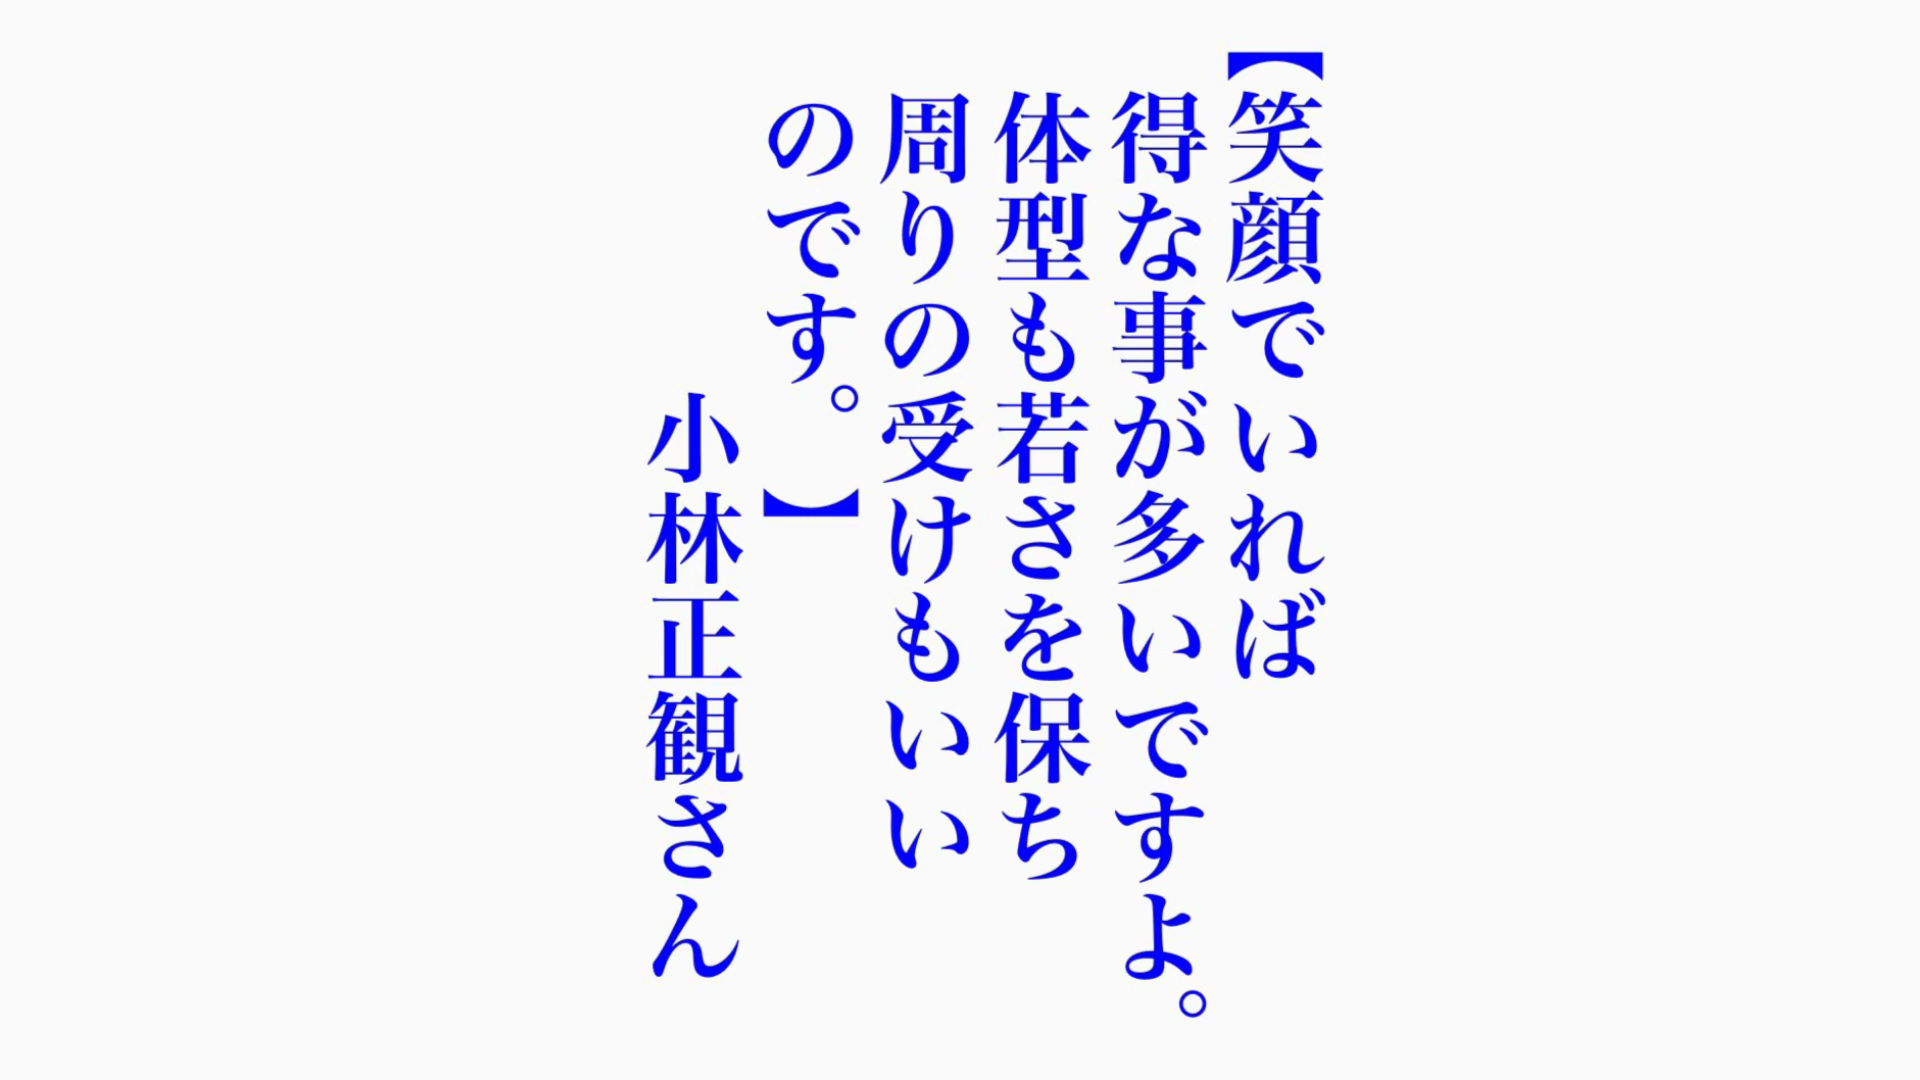 【笑顔でいれば
得な事が多いですよ。
体型も若さを保ち
周りの受けもいい
のです。】
小林正観さん